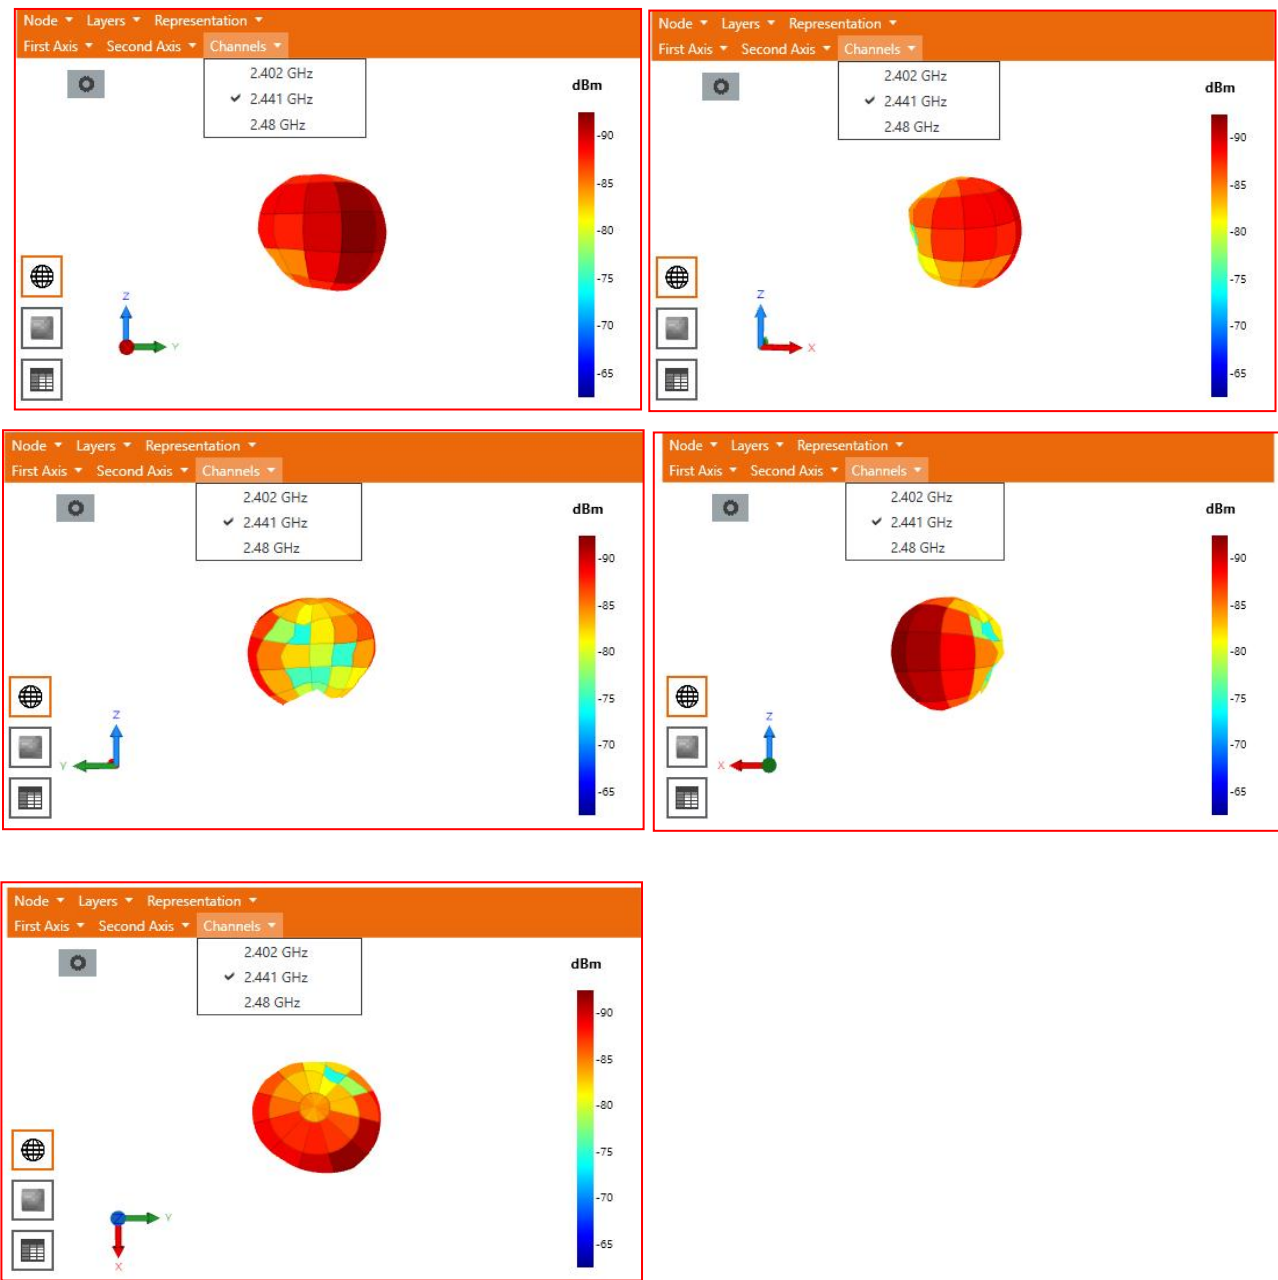 Node Layers Representation
First Axis Second Axis Channels
2.402 GHz
2.441 GHz
2.48 GHz
dBm
-90
-85
-80
-75
-70
-65
Z
Y
Node Layers Representation
First Axis Second Axis Channels
2.402 GHz
2.441 GHz
2.48 GHz
dBm
-90
-85
-80
-75
-70
-65
Z
X
Node Layers Representation
First Axis Second Axis Channels
2.402 GHz
2.441 GHz
2.48 GHz
dBm
-90
-85
-80
-75
-70
-65
Z
Y
Node Layers Representation
First Axis Second Axis Channels
2.402 GHz
2.441 GHz
2.48 GHz
dBm
-90
-85
-80
-75
-70
-65
Z
X
Node Layers Representation
First Axis Second Axis Channels
2.402 GHz
2.441 GHz
2.48 GHz
dBm
-90
-85
-80
-75
-70
-65
Z
Y
X